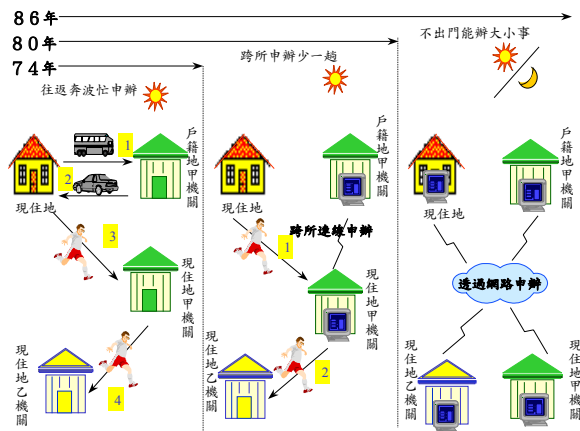 86年
80年
74年
往返奔波忙申辦
1
2
戶籍地甲機關
現住地
3
現住地甲機關
4
現住地乙機關
跨所申辦少一趟
戶籍地甲機關
現住地
跨所連線申辦
1
現住地甲機關
2
現住地乙機關
不出門能辦大小事
戶籍地甲機關
現住地
透過網路申辦
現住地乙機關
現住地甲機關